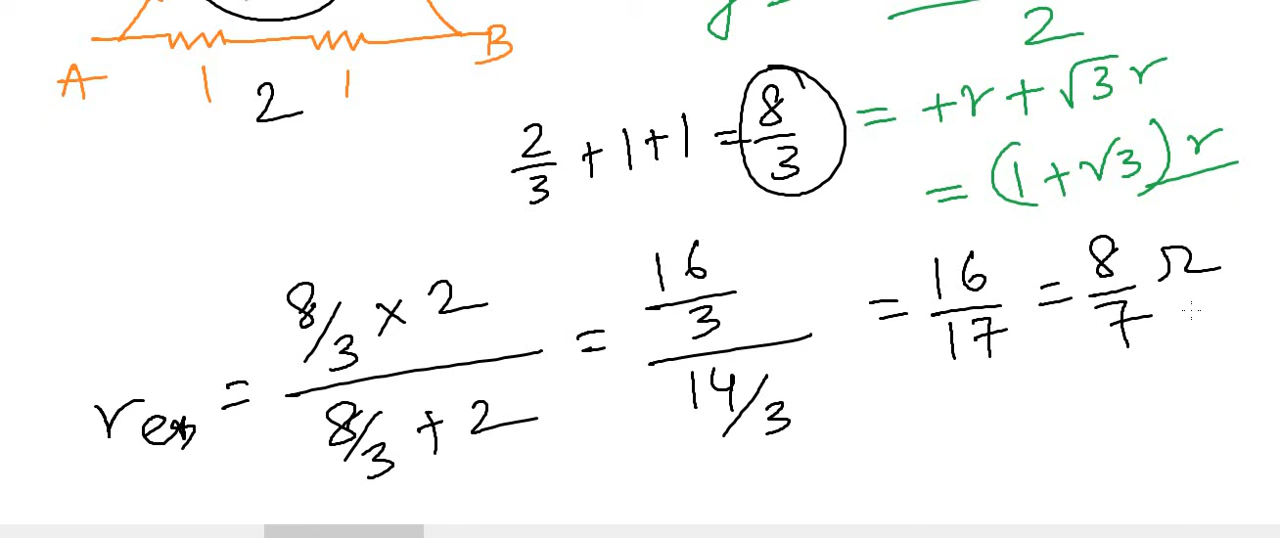 A 1 1 B
2
2/3 + 1 + 1 = 8/3
2
= +r + √3 r
= (1 + √3) r
r = (8/3 × 2)/(8/3 + 2) = (16/3)/(14/3) = 16/17 = 8/7 Ω